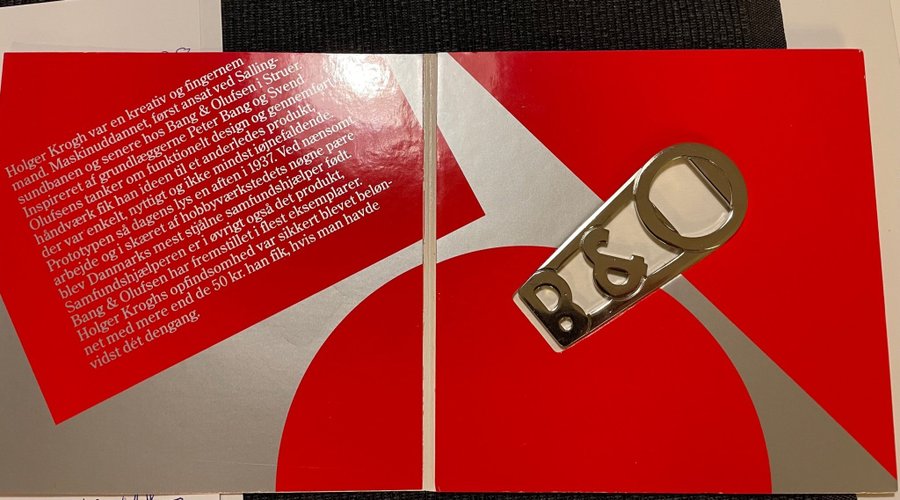 Holger Krogh var en kreativ og fingernem
mand. Maskinuddannet, først ansat ved Salling-
sundbanen og senere hos Bang & Olufsen i Struer.
Inspireret af grundlæggerne Peter Bang og Svend
Olufsens tanker om funktionelt design og gennemført
håndværk fik han ideen til et anderledes produkt,
der var enkelt, nyttigt og ikke mindst iøjnefaldende.
Prototypen så dagens lys en aften i 1937. Ved nænsomt
arbejde og i skæret af hobbyværkstedets nøgne pære
blev Danmarks mest stjålne samfundshjælper født.
Samfundshjælperen er i øvrigt også det produkt,
Bang & Olufsen har fremstillet i flest eksemplarer.
Holger Kroghs opfindsomhed var sikkert blevet beløn-
net med mere end de 50 kr. han fik, hvis man havde
vidst dét dengang.
B&O